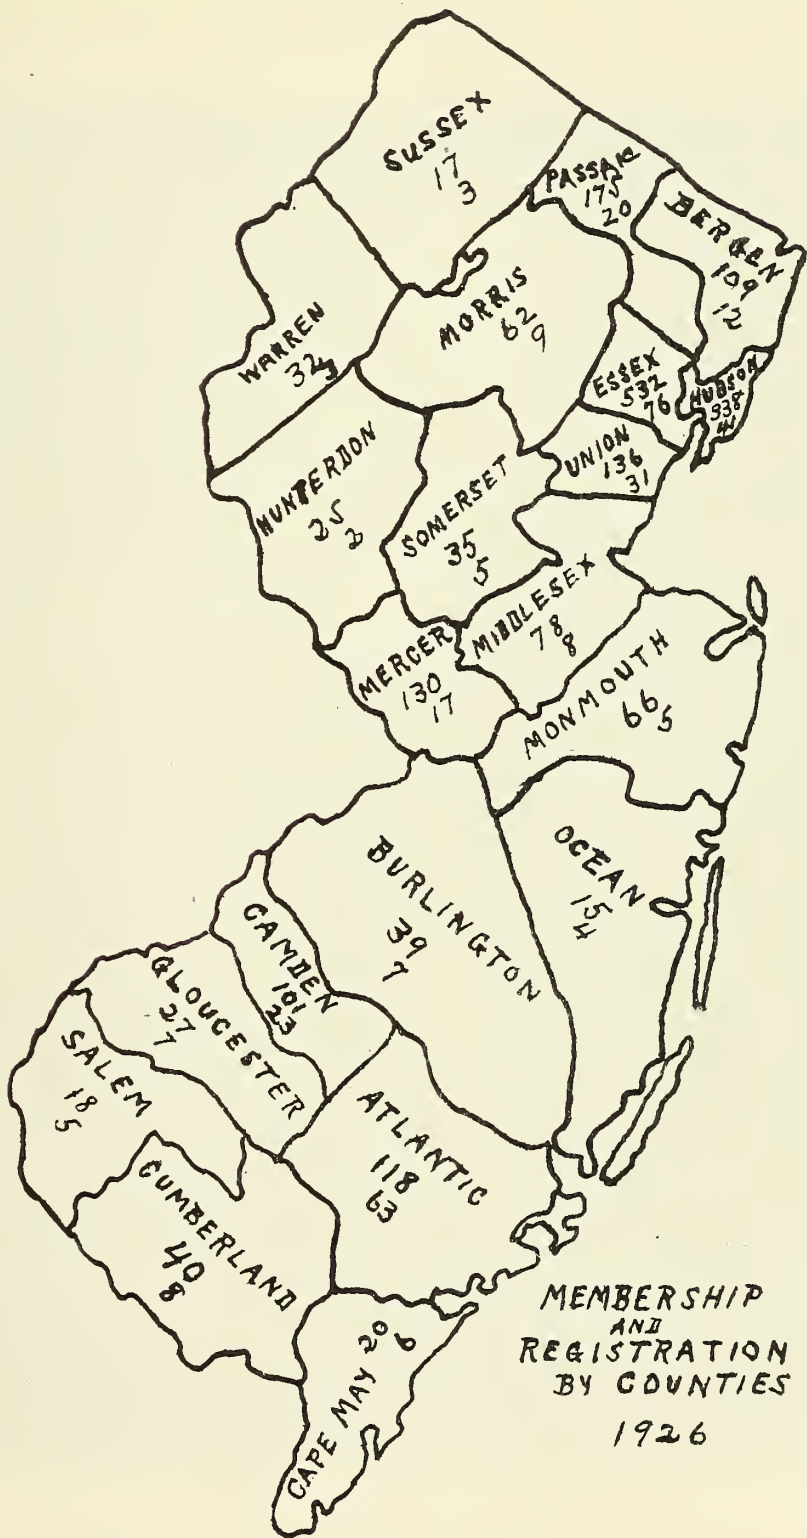 SUSSEX
17
3
PASSAIC
175
20
BERGEN
109
12
MORRIS
62
9
WARREN
32
3
ESSEX
532
76
HUDSON
338
41
UNION
136
31
HUNTERDON
25
2
SOMERSET
35
5
MIDDLESEX
78
8
MERCER
130
17
MONMOUTH
66
5
OCEAN
15
4
BURLINGTON
39
7
CAMDEN
101
23
GLOUCESTER
27
7
SALEM
18
5
ATLANTIC
118
63
CUMBERLAND
40
8
CAPE MAY
20
6
MEMBERSHIP
AND
REGISTRATION
BY COUNTIES
1926